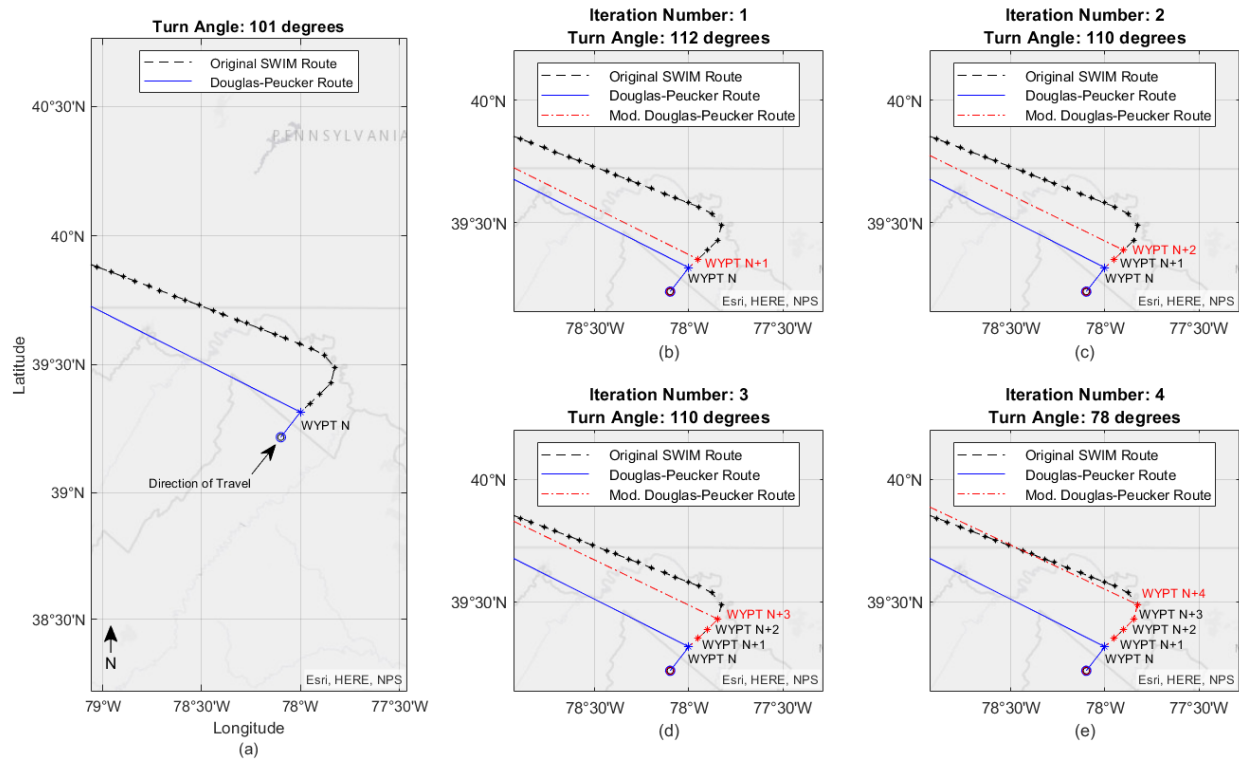 Turn Angle: 101 degrees
Original SWIM Route
Douglas-Peucker Route
40°30'N
PENNSYLVANIA
40°N
39°30'N
39°N
38°30'N
Latitude
WYPT N
Direction of Travel
N
Esri, HERE, NPS
79°W
78°30'W
78°W
77°30'W
Longitude
(a)
Iteration Number: 1
Turn Angle: 112 degrees
Original SWIM Route
Douglas-Peucker Route
Mod. Douglas-Peucker Route
40°N
39°30'N
WYPT N+1
WYPT N
Esri, HERE, NPS
78°30'W
78°W
77°30'W
(b)
Iteration Number: 2
Turn Angle: 110 degrees
Original SWIM Route
Douglas-Peucker Route
Mod. Douglas-Peucker Route
40°N
39°30'N
WYPT N+2
WYPT N+1
WYPT N
Esri, HERE, NPS
78°30'W
78°W
77°30'W
(c)
Iteration Number: 3
Turn Angle: 110 degrees
Original SWIM Route
Douglas-Peucker Route
Mod. Douglas-Peucker Route
40°N
39°30'N
WYPT N+3
WYPT N+2
WYPT N+1
WYPT N
Esri, HERE, NPS
78°30'W
78°W
77°30'W
(d)
Iteration Number: 4
Turn Angle: 78 degrees
Original SWIM Route
Douglas-Peucker Route
Mod. Douglas-Peucker Route
40°N
39°30'N
WYPT N+4
WYPT N+3
WYPT N+2
WYPT N+1
WYPT N
Esri, HERE, NPS
78°30'W
78°W
77°30'W
(e)